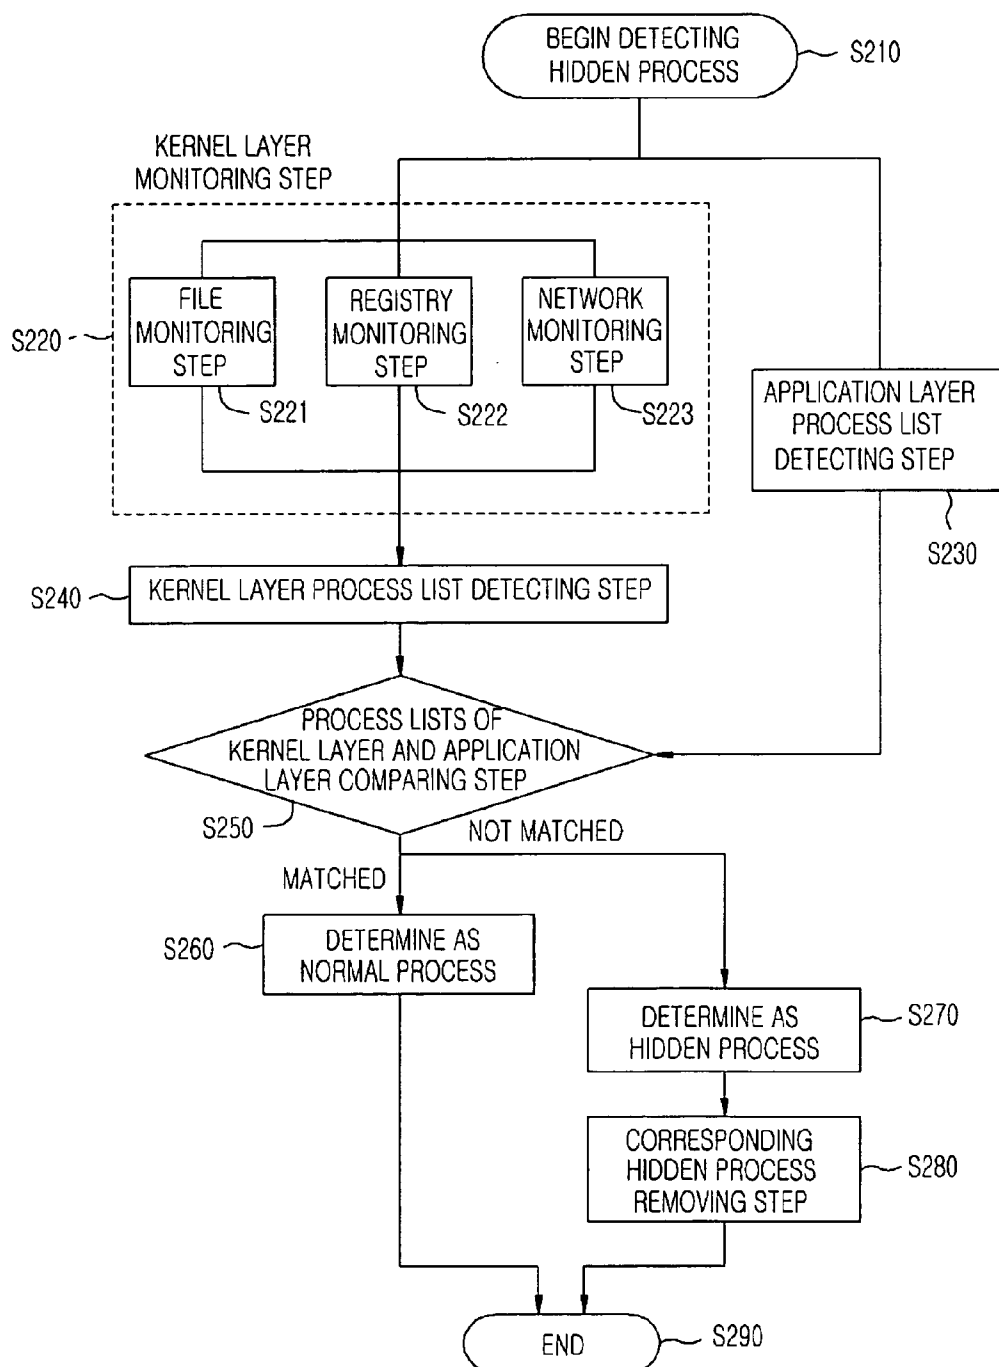 BEGIN DETECTING
HIDDEN PROCESS
S210
KERNEL LAYER
MONITORING STEP
S220
FILE
MONITORING
STEP
S221
REGISTRY
MONITORING
STEP
S222
NETWORK
MONITORING
STEP
S223
APPLICATION LAYER
PROCESS LIST
DETECTING STEP
S230
S240
KERNEL LAYER PROCESS LIST DETECTING STEP
PROCESS LISTS OF
KERNEL LAYER AND APPLICATION
LAYER COMPARING STEP
S250
NOT MATCHED
MATCHED
S260
DETERMINE AS
NORMAL PROCESS
DETERMINE AS
HIDDEN PROCESS
S270
CORRESPONDING
HIDDEN PROCESS
REMOVING STEP
S280
END
S290